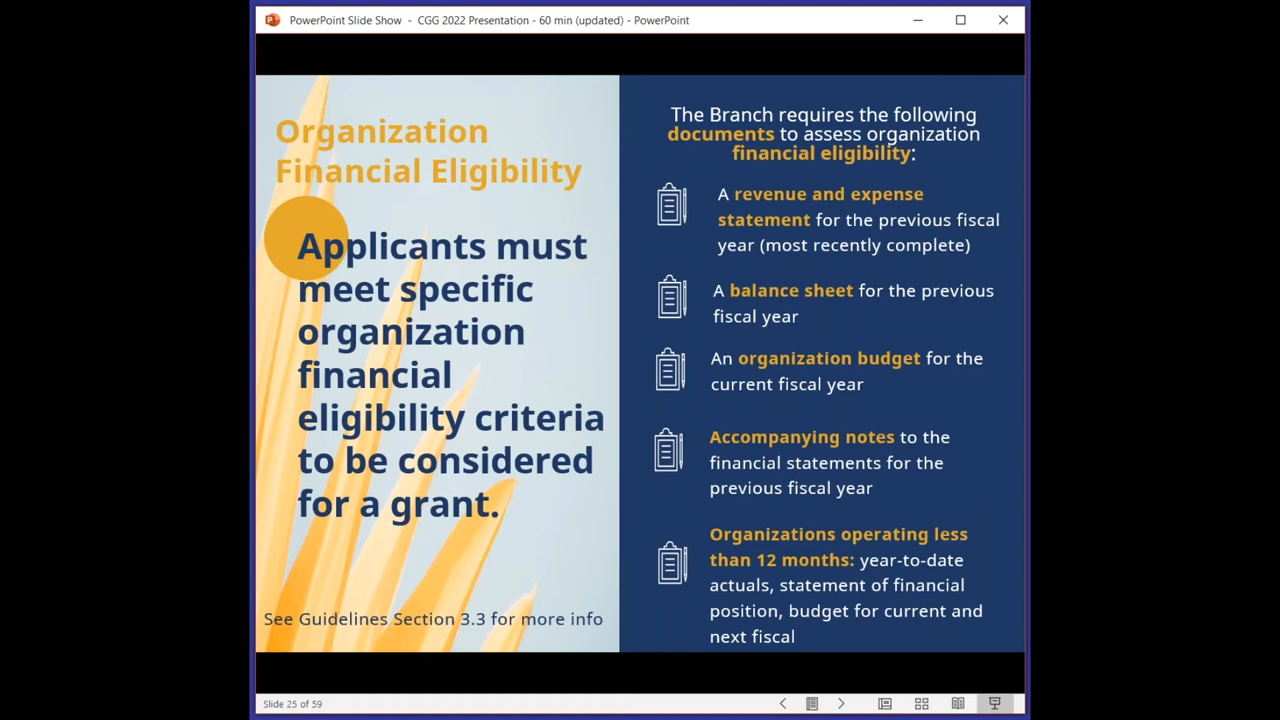 PowerPoint Slide Show - CGG 2022 Presentation - 60 min (updated) - PowerPoint
Organization
Financial Eligibility
Applicants must
meet specific
organization
financial
eligibility criteria
to be considered
for a grant.
See Guidelines Section 3.3 for more info
The Branch requires the following
documents to assess organization
financial eligibility:
A revenue and expense
statement for the previous fiscal
year (most recently complete)
A balance sheet for the previous
fiscal year
An organization budget for the
current fiscal year
Accompanying notes to the
financial statements for the
previous fiscal year
Organizations operating less
than 12 months: year-to-date
actuals, statement of financial
position, budget for current and
next fiscal
Slide 25 of 59